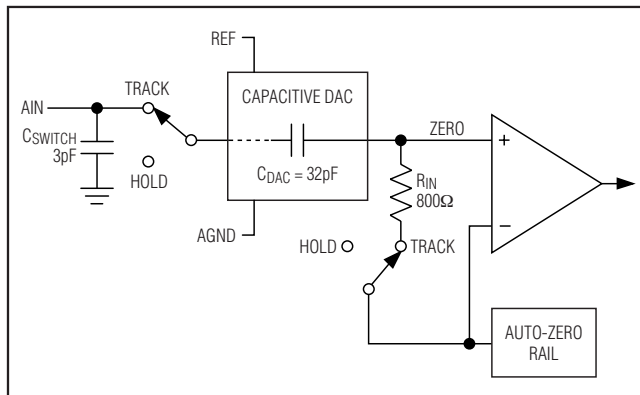 REF
AIN
TRACK
CAPACITIVE DAC
CSWITCH
3pF
HOLD
CDAC = 32pF
ZERO
+
RIN
800Ω
−
AGND
HOLD
TRACK
AUTO-ZERO
RAIL